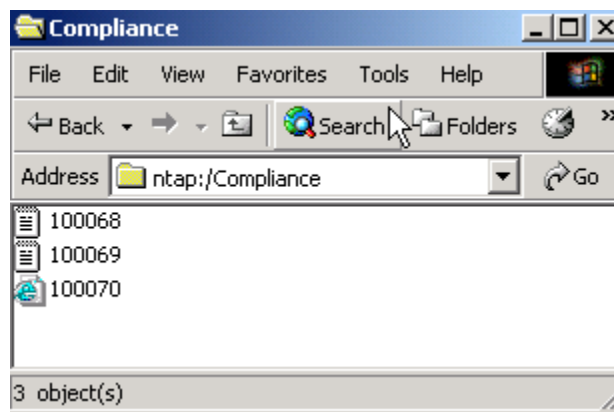 Compliance
File Edit View Favorites Tools Help
Back Search Folders »
Address ntap:/Compliance Go
100068
100069
100070
3 object(s)